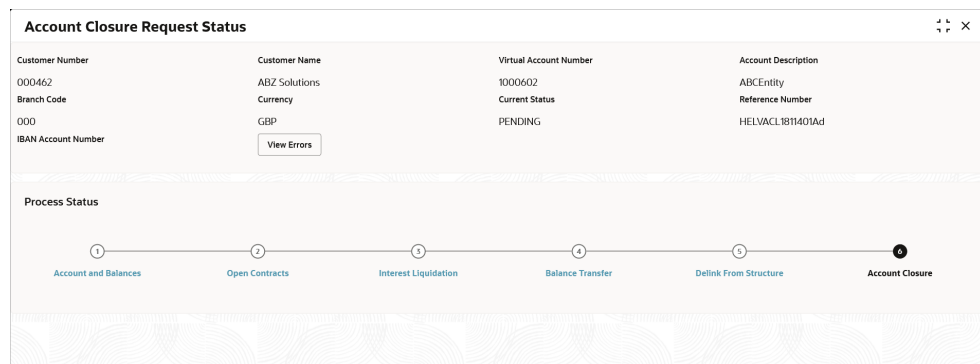 Account Closure Request Status
Customer Number Customer Name Virtual Account Number Account Description
000462 ABZ Solutions 1000602 ABCEntity
Branch Code Currency Current Status Reference Number
000 GBP PENDING HELVACL1811401Ad
IBAN Account Number View Errors
Process Status
1 2 3 4 5 6
Account and Balances Open Contracts Interest Liquidation Balance Transfer Delink From Structure Account Closure